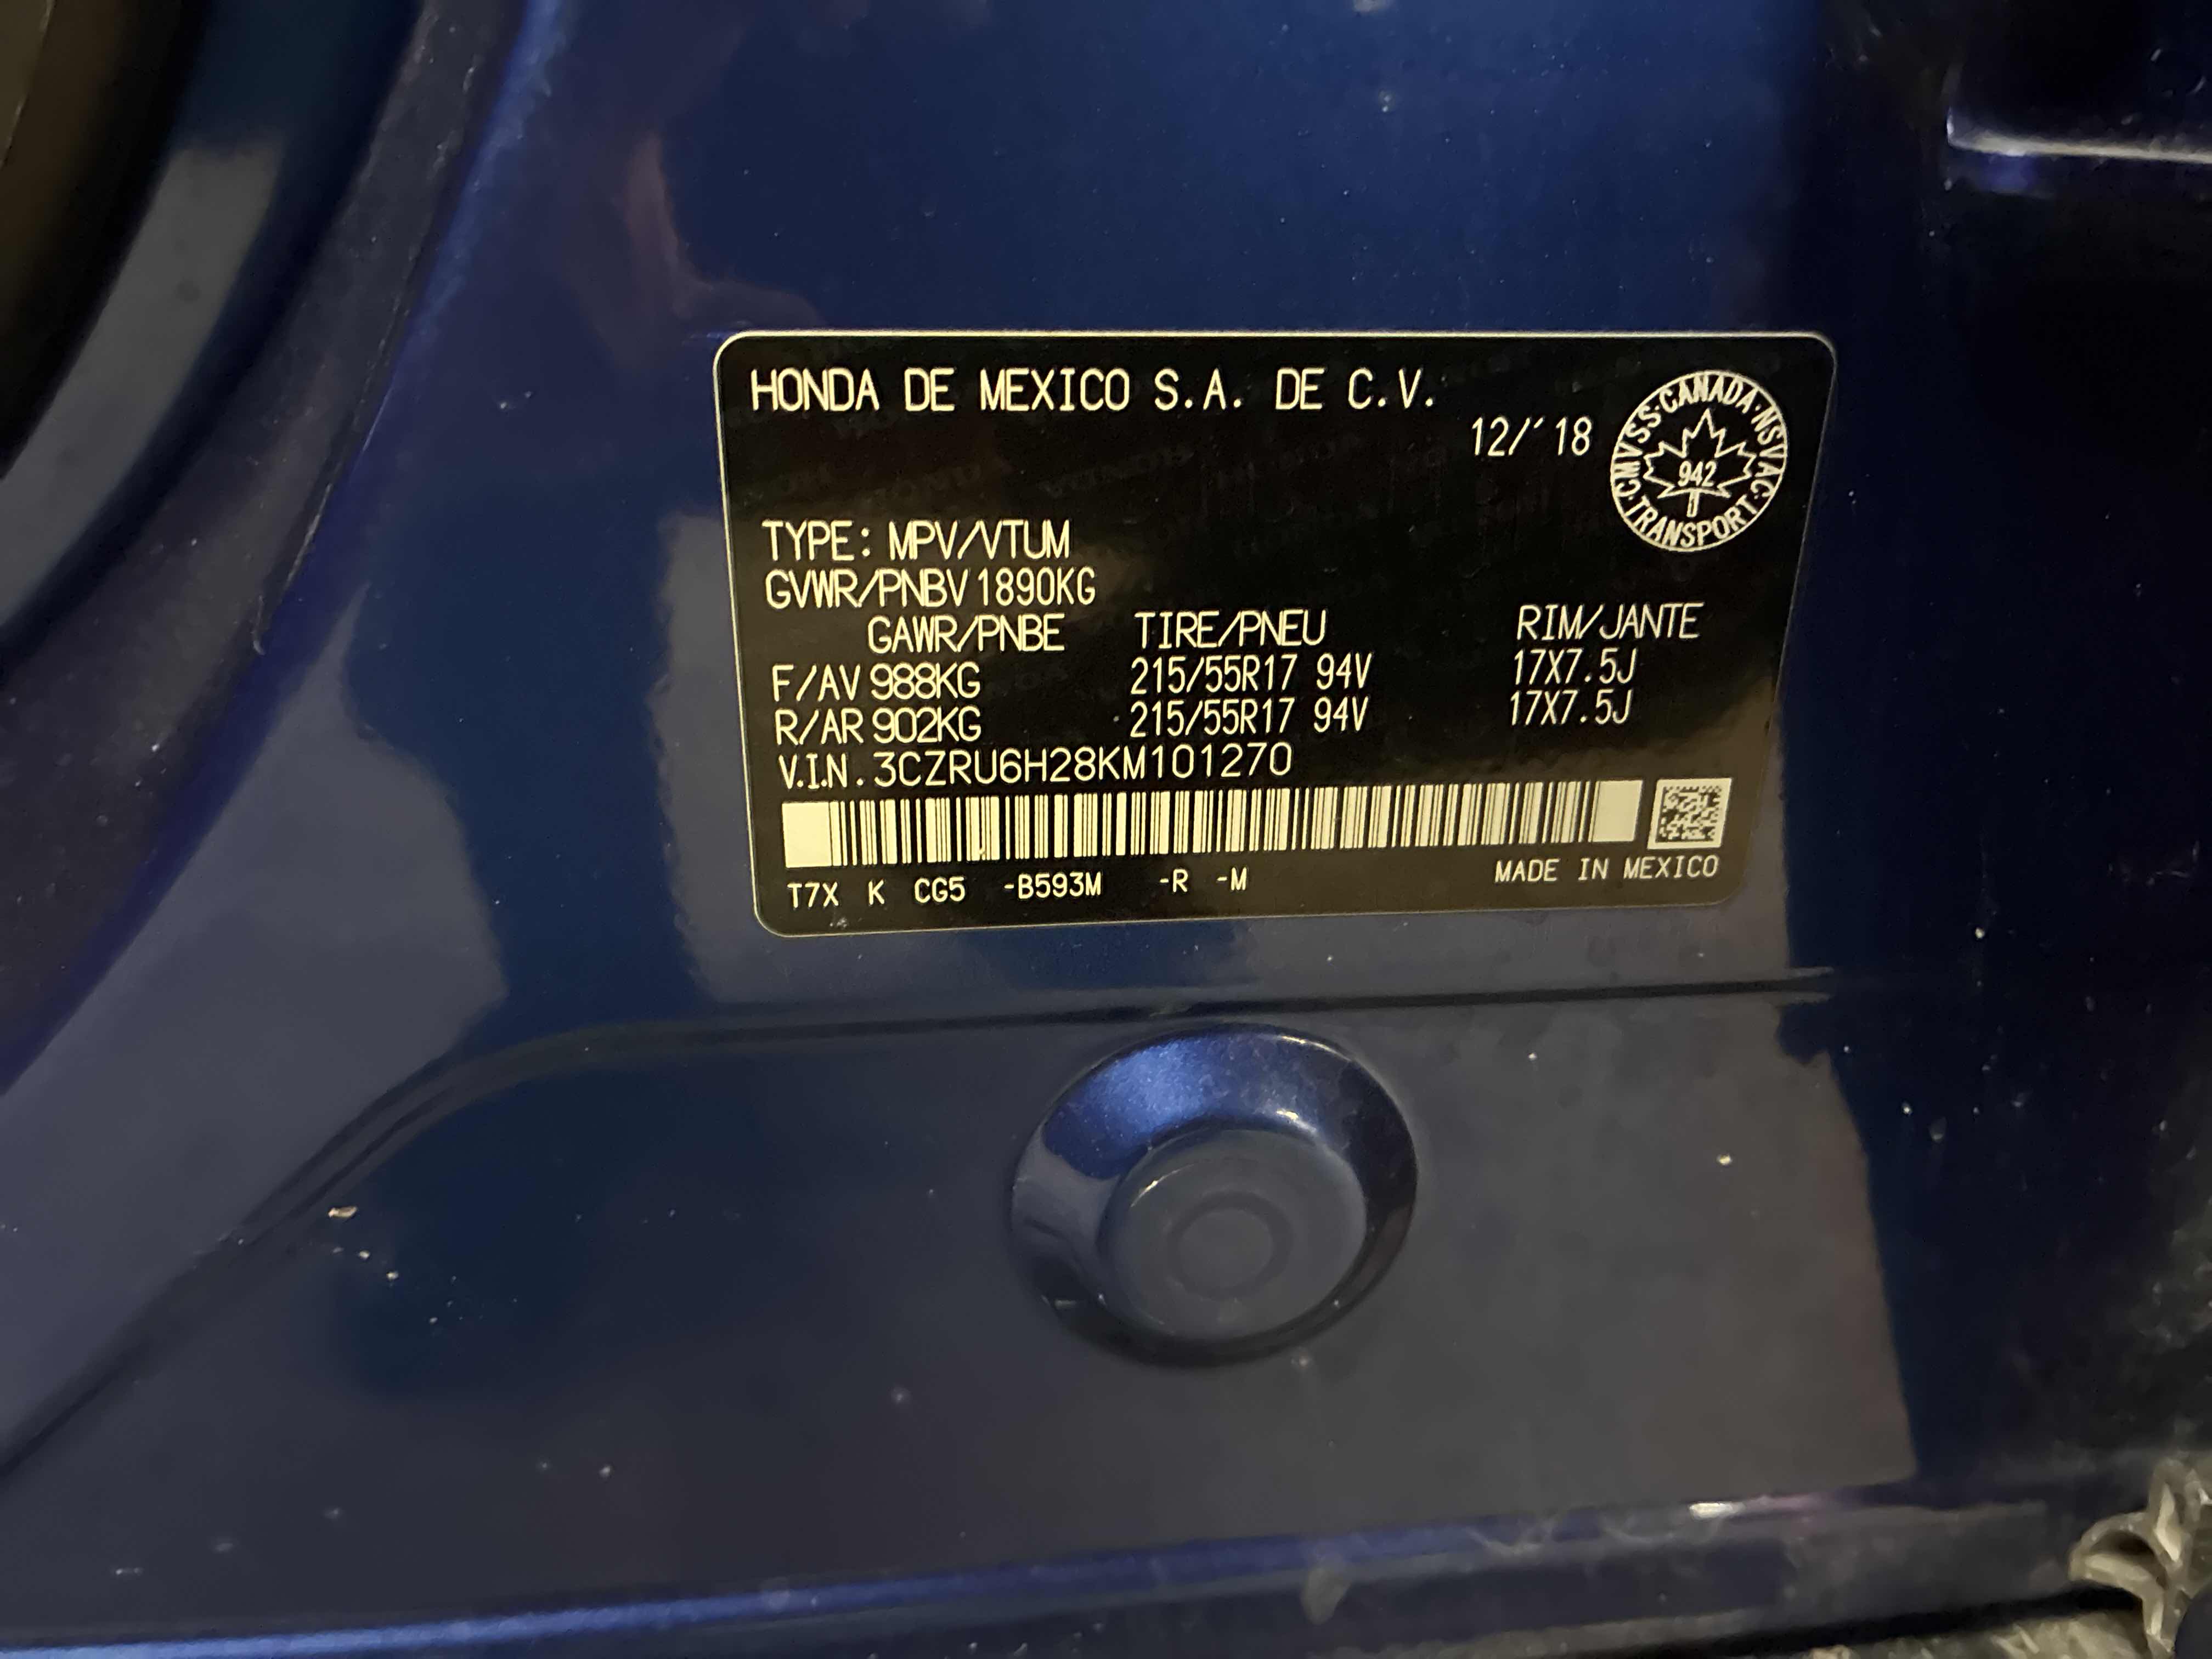 HONDA DE MEXICO S.A. DE C.V.
12/´18
CMVSS·CANADA·NSVAC·TRANSPORT·
942
TYPE: MPV/VTUM
GVWR/PNBV 1890KG
GAWR/PNBE TIRE/PNEU RIM/JANTE
F/AV 988KG 215/55R17 94V 17X7.5J
R/AR 902KG 215/55R17 94V 17X7.5J
V.I.N. 3CZRU6H28KM101270
T7X K CG5 -B593M -R -M MADE IN MEXICO